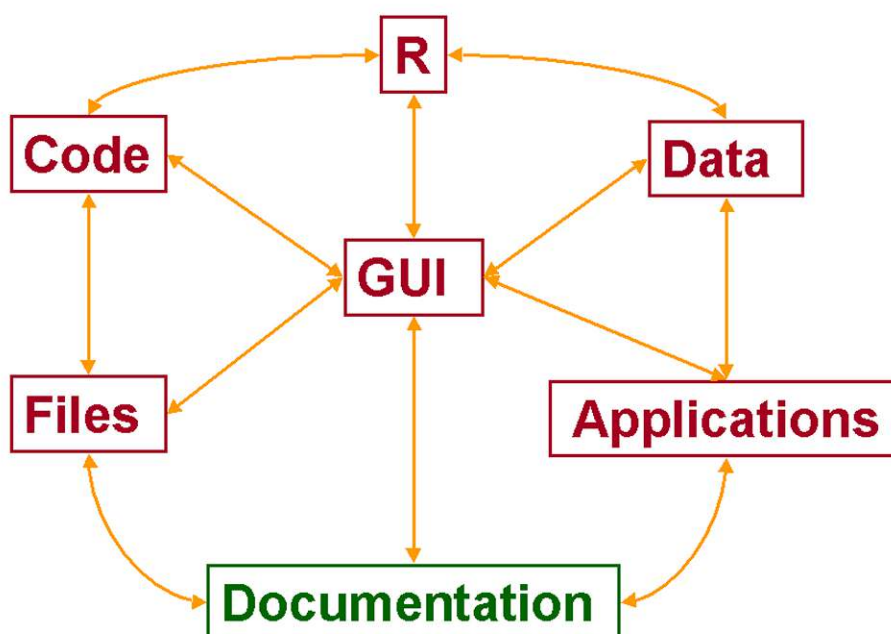 R
Code
Data
GUI
Files
Applications
Documentation